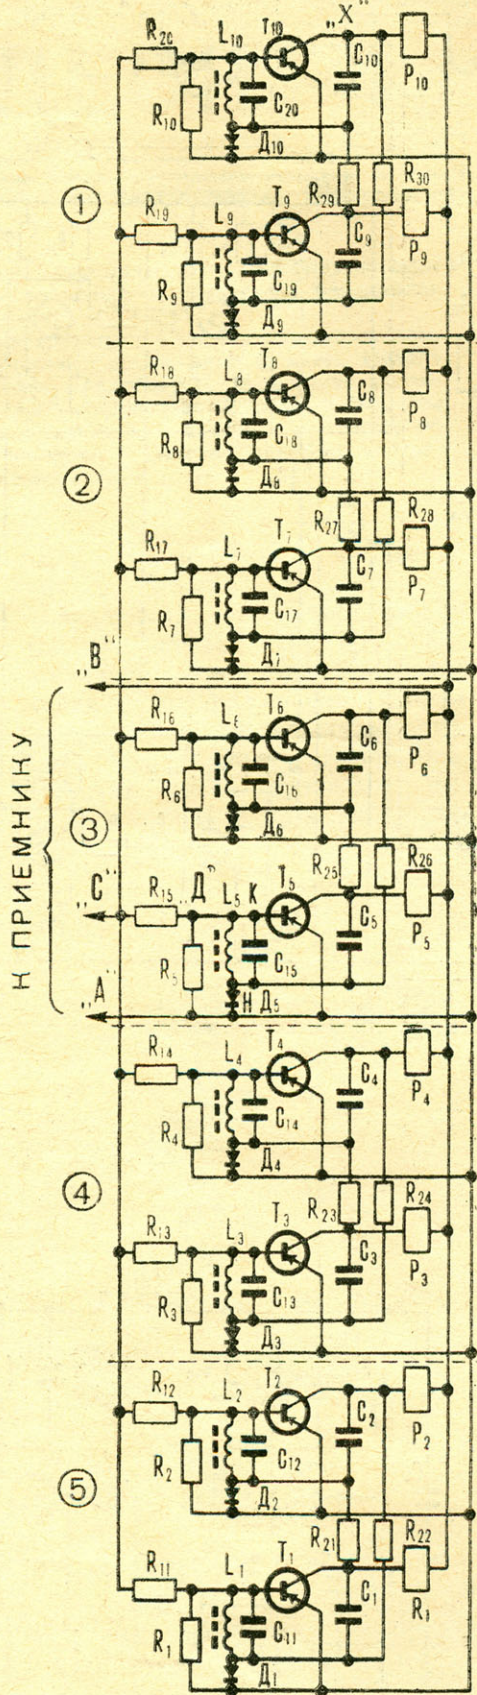 "X"
R20 L10 T10 C10 P10
R10 C20
Д10
① R19 L9 T9 R29 C9 R30 P9
R9 C19
Д9
R18 L8 T8 C8 P8
R8 C18
② Д8
R17 L7 T7 R27 C7 R28 P7
R7 C17
Д7
„В“
R16 L6 T6 C6 P6
R6 C16
③ Д6
К ПРИЕМНИКУ
„С“ R15 „Д“ L5 К T5 R25 C5 R26 P5
R5 C15
„А“ Н Д5
R14 L4 T4 C4 P4
R4 C14
④ Д4
R13 L3 T3 R23 C3 R24 P3
R3 C13
Д3
R12 L2 T2 C2 P2
R2 C12
⑤ Д2
R11 L1 T1 R21 C1 R22 R1
R1 C11
Д1